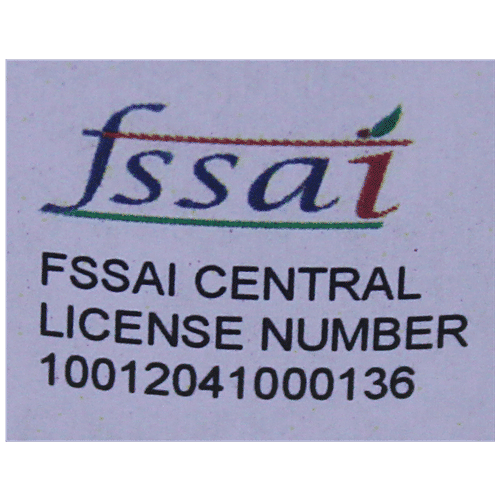 fssai
FSSAI CENTRAL
LICENSE NUMBER
10012041000136